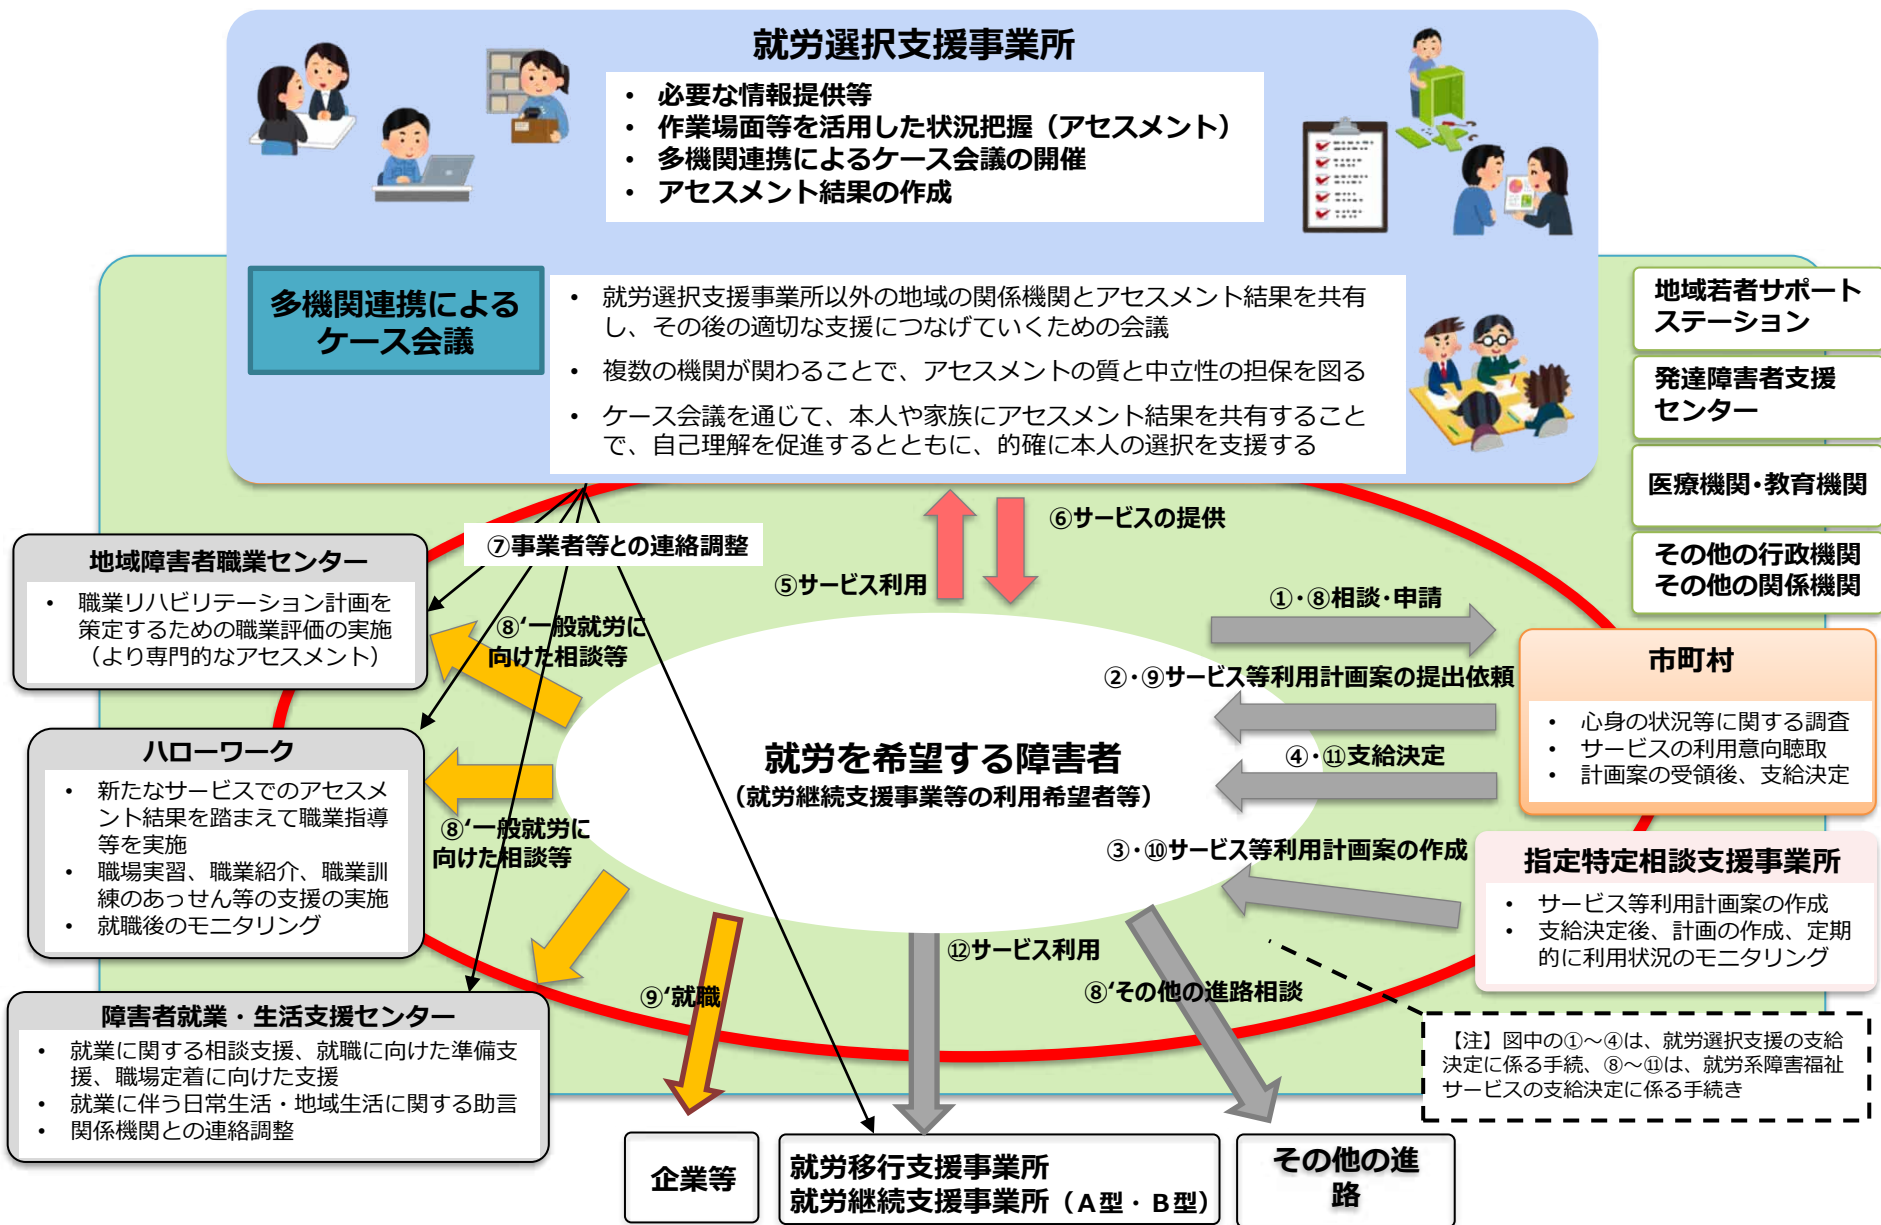 就労選択支援事業所
• 必要な情報提供等
• 作業場面等を活用した状況把握（アセスメント）
• 多機関連携によるケース会議の開催
• アセスメント結果の作成
多機関連携による
ケース会議
• 就労選択支援事業所以外の地域の関係機関とアセスメント結果を共有
し、その後の適切な支援につなげていくための会議
• 複数の機関が関わることで、アセスメントの質と中立性の担保を図る
• ケース会議を通じて、本人や家族にアセスメント結果を共有すること
で、自己理解を促進するとともに、的確に本人の選択を支援する
地域若者サポート
ステーション
発達障害者支援
センター
医療機関・教育機関
その他の行政機関
その他の関係機関
⑥サービスの提供
⑦事業者等との連絡調整
⑤サービス利用
①・⑧相談・申請
地域障害者職業センター
• 職業リハビリテーション計画を
策定するための職業評価の実施
（より専門的なアセスメント）
⑧‘一般就労に
向けた相談等
②・⑨サービス等利用計画案の提出依頼
市町村
• 心身の状況等に関する調査
• サービスの利用意向聴取
• 計画案の受領後、支給決定
ハローワーク
• 新たなサービスでのアセスメ
ント結果を踏まえて職業指導
等を実施
• 職場実習、職業紹介、職業訓
練のあっせん等の支援の実施
• 就職後のモニタリング
就労を希望する障害者
（就労継続支援事業等の利用希望者等）
④・⑪支給決定
⑧‘一般就労に
向けた相談等
③・⑩サービス等利用計画案の作成
指定特定相談支援事業所
• サービス等利用計画案の作成
• 支給決定後、計画の作成、定期
的に利用状況のモニタリング
⑫サービス利用
⑨‘就職
⑧‘その他の進路相談
障害者就業・生活支援センター
• 就業に関する相談支援、就職に向けた準備支
援、職場定着に向けた支援
• 就業に伴う日常生活・地域生活に関する助言
• 関係機関との連絡調整
【注】図中の①～④は、就労選択支援の支給
決定に係る手続、⑧～⑪は、就労系障害福祉
サービスの支給決定に係る手続き
企業等
就労移行支援事業所
就労継続支援事業所（Ａ型・Ｂ型）
その他の進
路